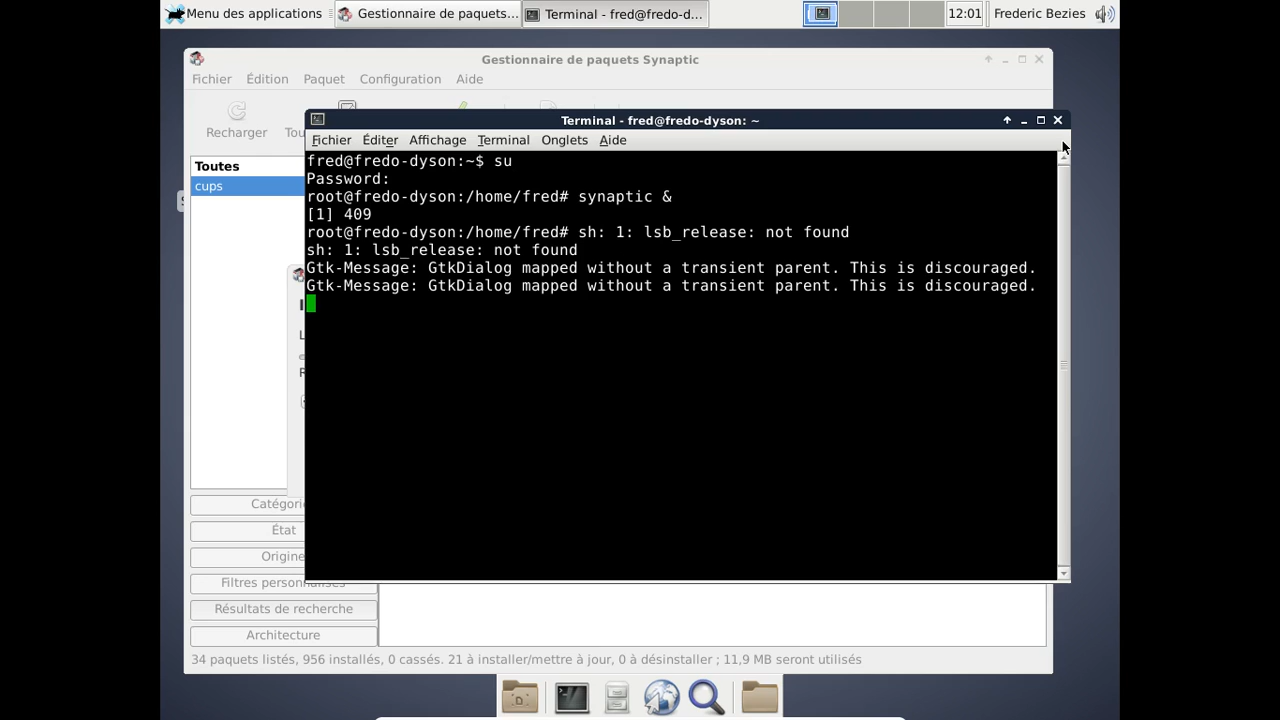 Menu des applications
Gestionnaire de paquets...
Terminal - fred@fredo-d...
12:01
Frederic Bezies
Gestionnaire de paquets Synaptic
Fichier Édition Paquet Configuration Aide
Recharger
Toutes
cups
Terminal - fred@fredo-dyson: ~
Fichier Éditer Affichage Terminal Onglets Aide
fred@fredo-dyson:~$ su
Password:
root@fredo-dyson:/home/fred# synaptic &
[1] 409
root@fredo-dyson:/home/fred# sh: 1: lsb_release: not found
sh: 1: lsb_release: not found
Gtk-Message: GtkDialog mapped without a transient parent. This is discouraged.
Gtk-Message: GtkDialog mapped without a transient parent. This is discouraged.
État
Filtres personnalisés
Résultats de recherche
Architecture
34 paquets listés, 956 installés, 0 cassés. 21 à installer/mettre à jour, 0 à désinstaller ; 11,9 MB seront utilisés